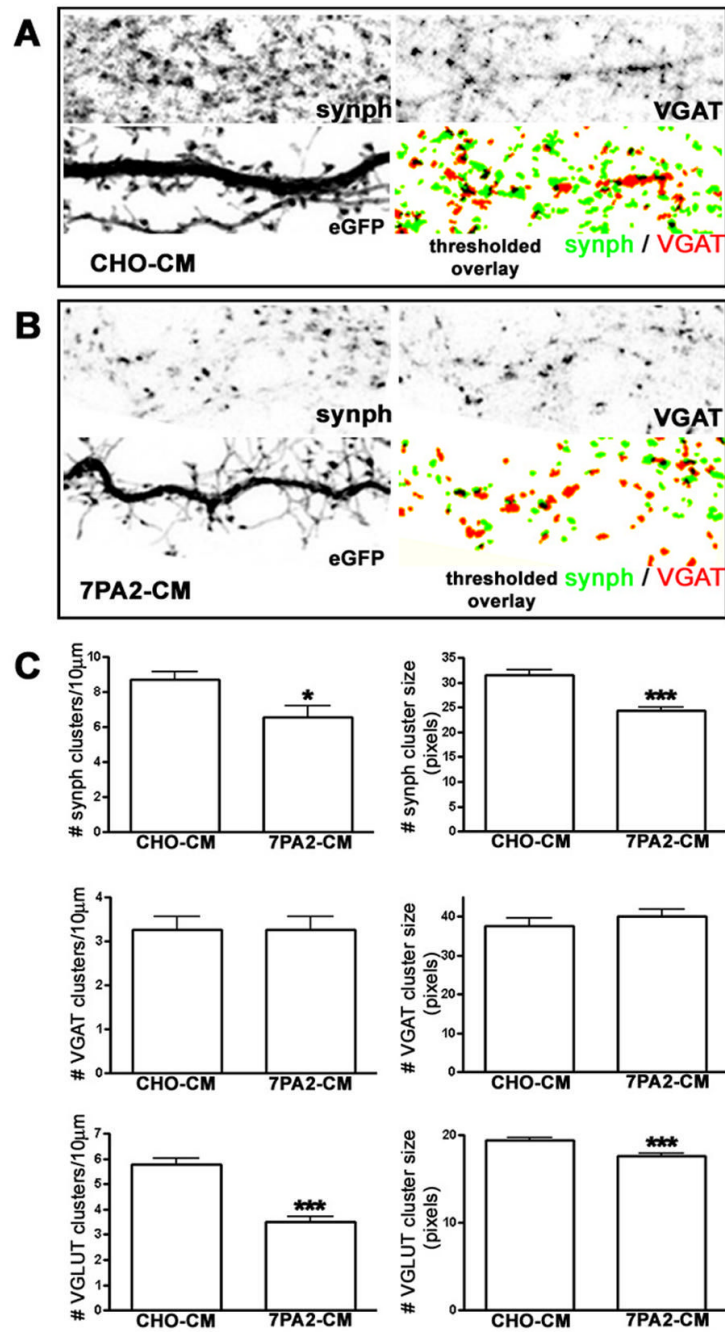 A
synph
VGAT
eGFP
CHO-CM
thresholded overlay
synph / VGAT
B
synph
VGAT
eGFP
7PA2-CM
thresholded overlay
synph / VGAT
C
# synph clusters/10μm
10
8
6
4
2
0
*
CHO-CM
7PA2-CM
# synph cluster size
(pixels)
35
30
25
20
15
10
5
0
***
CHO-CM
7PA2-CM
# VGAT clusters/10μm
4
3
2
1
0
CHO-CM
7PA2-CM
# VGAT cluster size
(pixels)
40
30
20
10
0
CHO-CM
7PA2-CM
# VGLUT clusters/10μm
7
6
5
4
3
2
1
0
***
CHO-CM
7PA2-CM
# VGLUT cluster size
(pixels)
20
10
0
***
CHO-CM
7PA2-CM